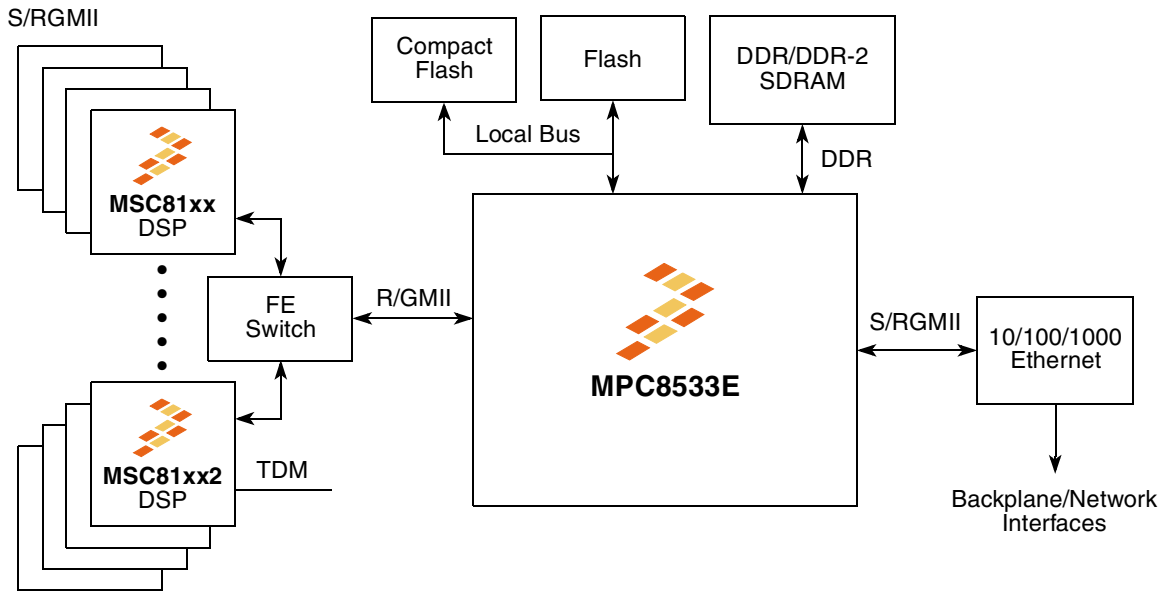 S/RGMII
Compact
Flash
Flash
DDR/DDR-2
SDRAM
Local Bus
DDR
MSC81xx
DSP
FE
Switch
R/GMII
MPC8533E
S/RGMII
10/100/1000
Ethernet
MSC81xx2
DSP
TDM
Backplane/Network
Interfaces